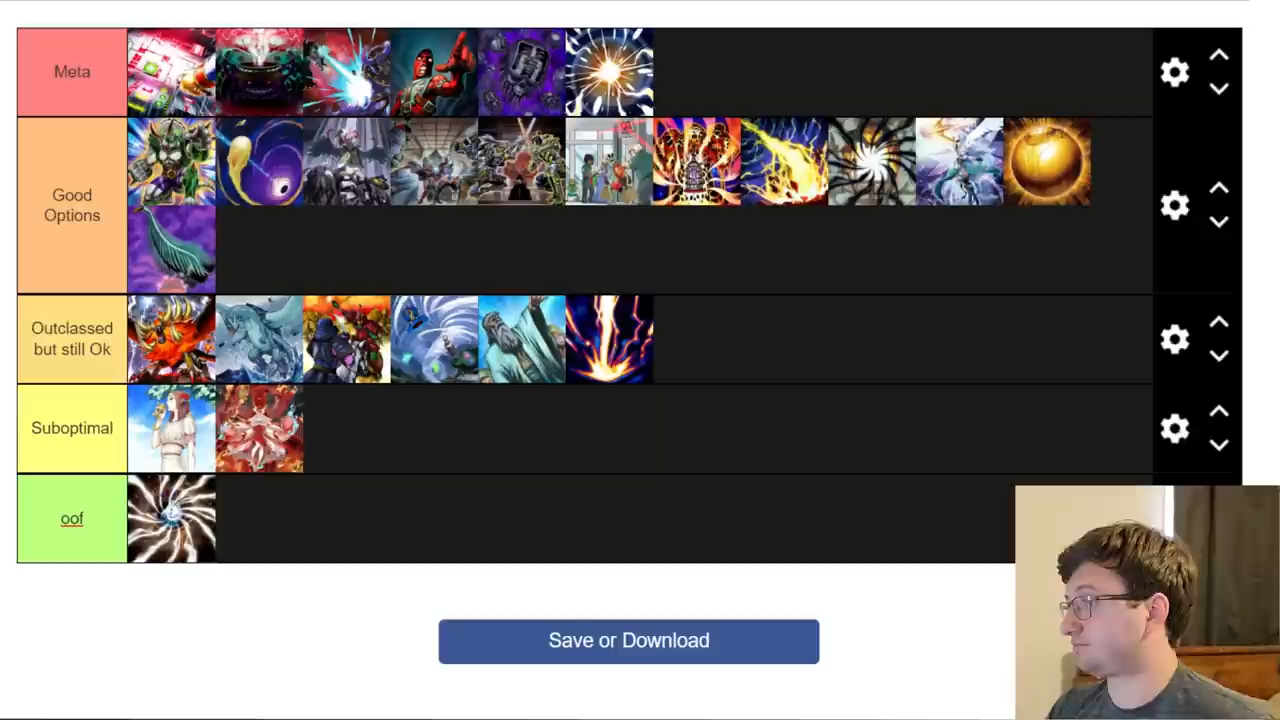 Meta
Good
Options
Outclassed
but still Ok
Suboptimal
oof
Save or Download